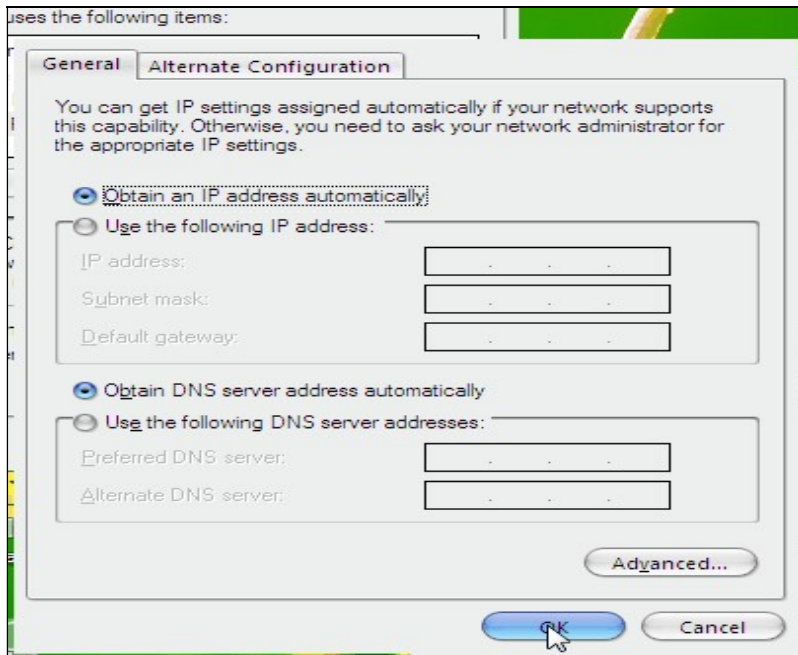 uses the following items:
General
Alternate Configuration
You can get IP settings assigned automatically if your network supports
this capability. Otherwise, you need to ask your network administrator for
the appropriate IP settings.
Obtain an IP address automatically
Use the following IP address:
IP address:
Subnet mask:
Default gateway:
Obtain DNS server address automatically
Use the following DNS server addresses:
Preferred DNS server:
Alternate DNS server:
Advanced...
OK
Cancel